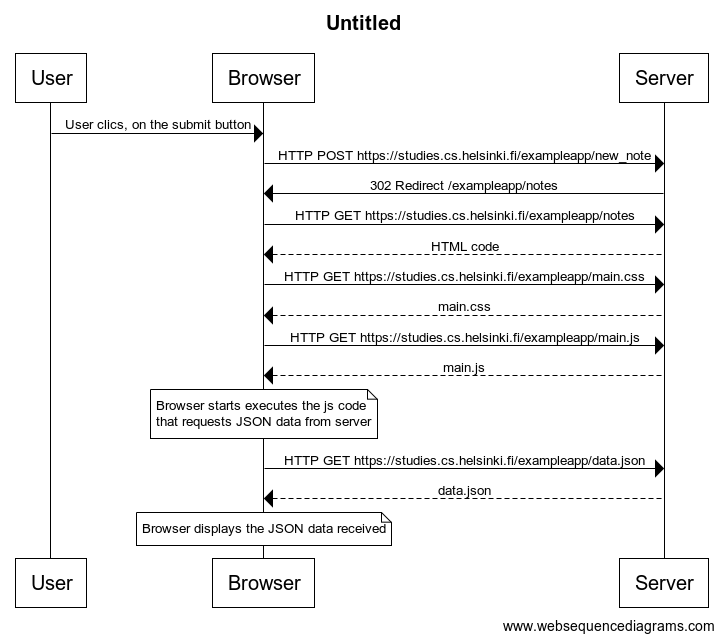 Untitled
User
Browser
Server
User clics, on the submit button
HTTP POST https://studies.cs.helsinki.fi/exampleapp/new_note
302 Redirect /exampleapp/notes
HTTP GET https://studies.cs.helsinki.fi/exampleapp/notes
HTML code
HTTP GET https://studies.cs.helsinki.fi/exampleapp/main.css
main.css
HTTP GET https://studies.cs.helsinki.fi/exampleapp/main.js
main.js
Browser starts executes the js code
that requests JSON data from server
HTTP GET https://studies.cs.helsinki.fi/exampleapp/data.json
data.json
Browser displays the JSON data received
User
Browser
Server
www.websequencediagrams.com